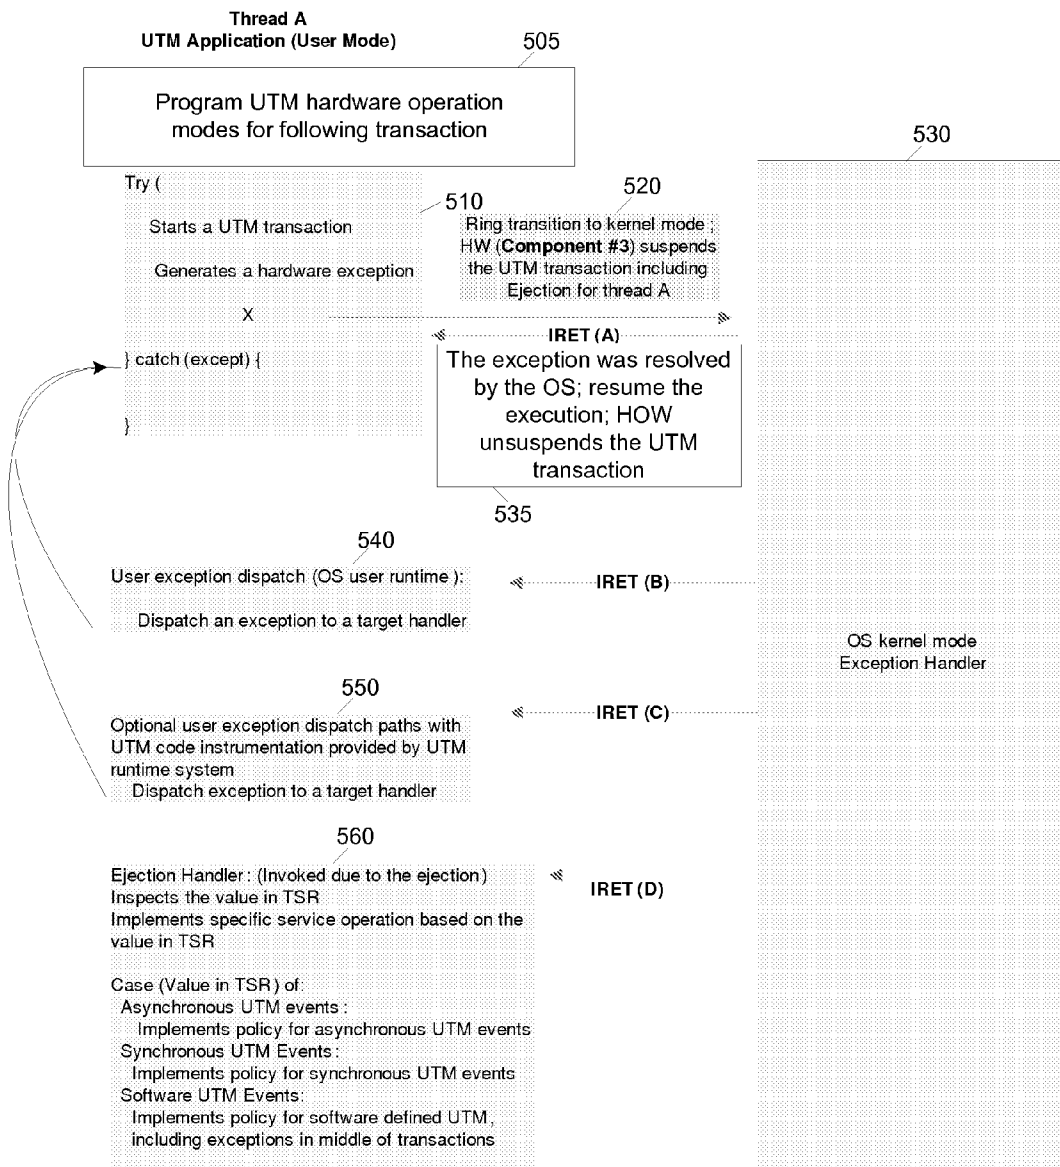 Thread A
UTM Application (User Mode)
505
Program UTM hardware operation
modes for following transaction
530
Try (
510
520
Starts a UTM transaction
Generates a hardware exception
X
Ring transition to kernel mode ;
HW (Component #3) suspends
the UTM transaction including
Ejection for thread A
IRET (A)
} catch (except) {
}
The exception was resolved
by the OS; resume the
execution; HOW
unsuspends the UTM
transaction
535
540
User exception dispatch (OS user runtime ):
Dispatch an exception to a target handler
IRET (B)
OS kernel mode
Exception Handler
550
Optional user exception dispatch paths with
UTM code instrumentation provided by UTM
runtime system
Dispatch exception to a target handler
IRET (C)
560
Ejection Handler : (Invoked due to the ejection)
Inspects the value in TSR
Implements specific service operation based on the
value in TSR
IRET (D)
Case (Value in TSR ) of:
Asynchronous UTM events :
Implements policy for asynchronous UTM events
Synchronous UTM Events :
Implements policy for synchronous UTM events
Software UTM Events:
Implements policy for software defined UTM ,
including exceptions in middle of transactions